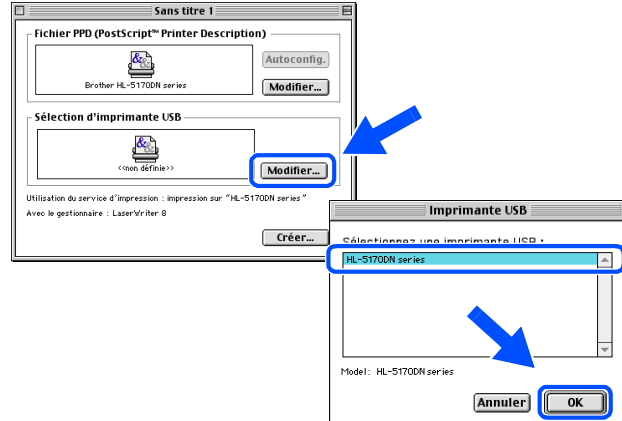 Sans titre 1
Fichier PPD (PostScript™ Printer Description)
Autoconfig.
Brother HL-5170DN series
Modifier...
Sélection d'imprimante USB
<<non définie>>
Modifier...
Utilisation du service d'impression : impression sur "HL-5170DN series"
Avec le gestionnaire : LaserWriter 8
Créer...
Imprimante USB
Sélectionnez une imprimante USB :
HL-5170DN series
Model: HL-5170DN series
Annuler
OK